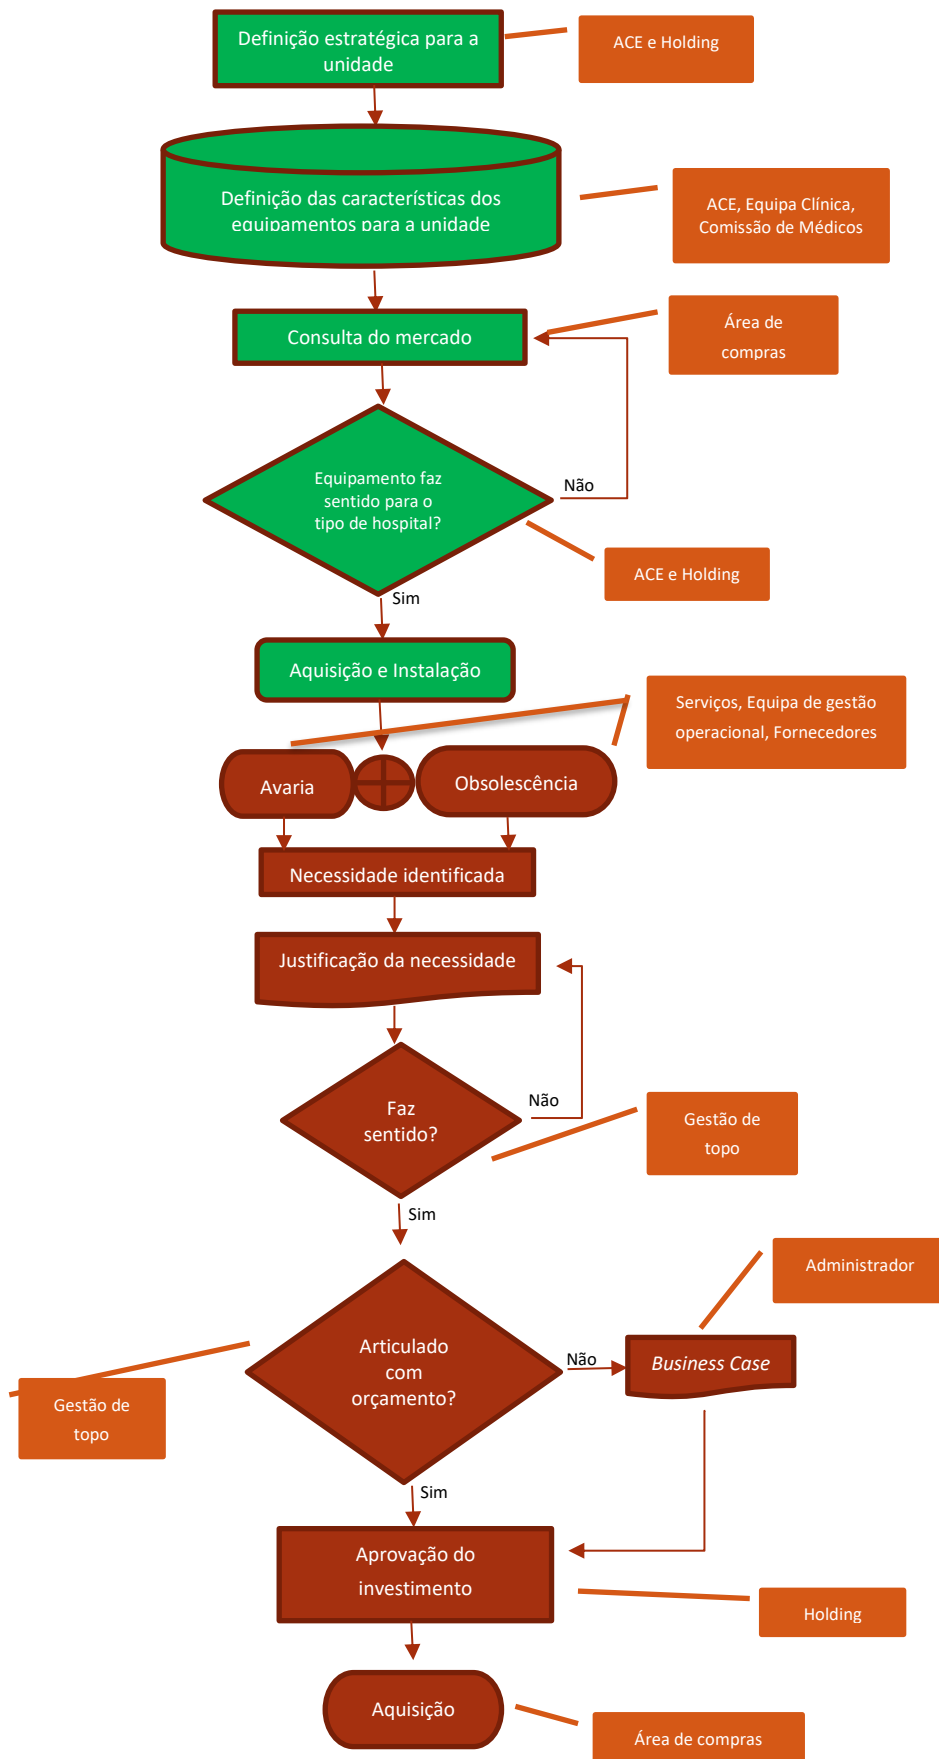 Definição estratégica para a
unidade
ACE e Holding
Definição das características dos
equipamentos para a unidade
ACE, Equipa Clínica,
Comissão de Médicos
Área de
compras
Consulta do mercado
Equipamento faz
sentido para o
tipo de hospital?
Não
ACE e Holding
Sim
Aquisição e Instalação
Serviços, Equipa de gestão
operacional, Fornecedores
Avaria
Obsolescência
Necessidade identificada
Justificação da necessidade
Faz
sentido?
Não
Gestão de
topo
Sim
Administrador
Articulado
com
orçamento?
Não
Business Case
Gestão de
topo
Sim
Aprovação do
investimento
Holding
Aquisição
Área de compras